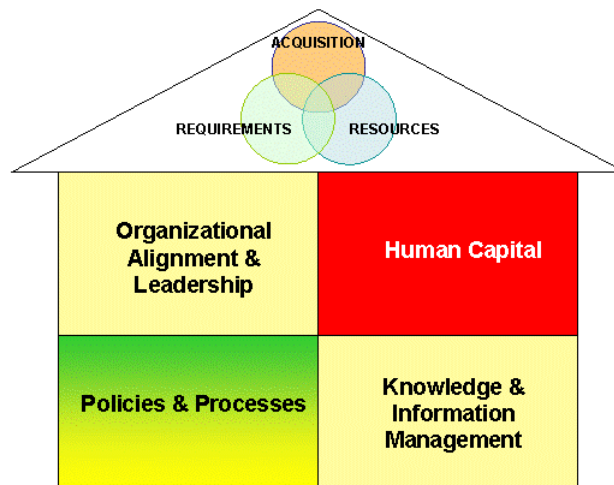 ACQUISITION
REQUIREMENTS
RESOURCES
Organizational
Alignment &
Leadership
Human Capital
Policies & Processes
Knowledge &
Information
Management